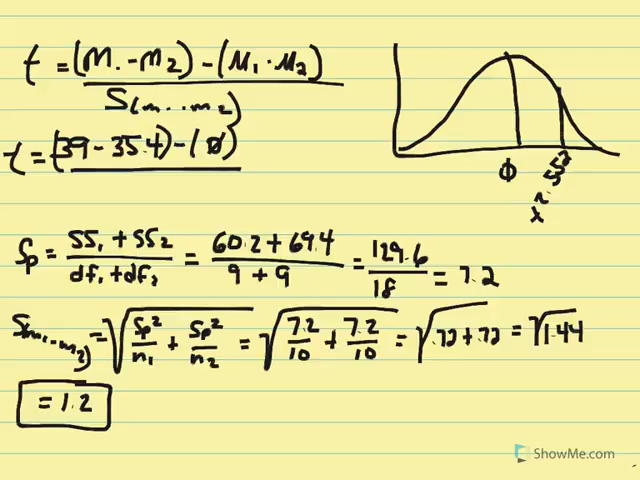 t = (M₁ - M₂) - (M₁ · M₂)
S(m₁ - m₂)
t = (39 - 35.4) - (0)
Φ
Sp = SS₁ + SS₂ / df₁ + df₂ = 60.2 + 69.4 / 9 + 9 = 129.6 / 18 = 7.2
S(m₁ - m₂) = √(Sp²/n₁ + Sp²/n₂) = √(7.2/10 + 7.2/10) = √(.72 + .72) = √1.44
= 1.2
ShowMe.com